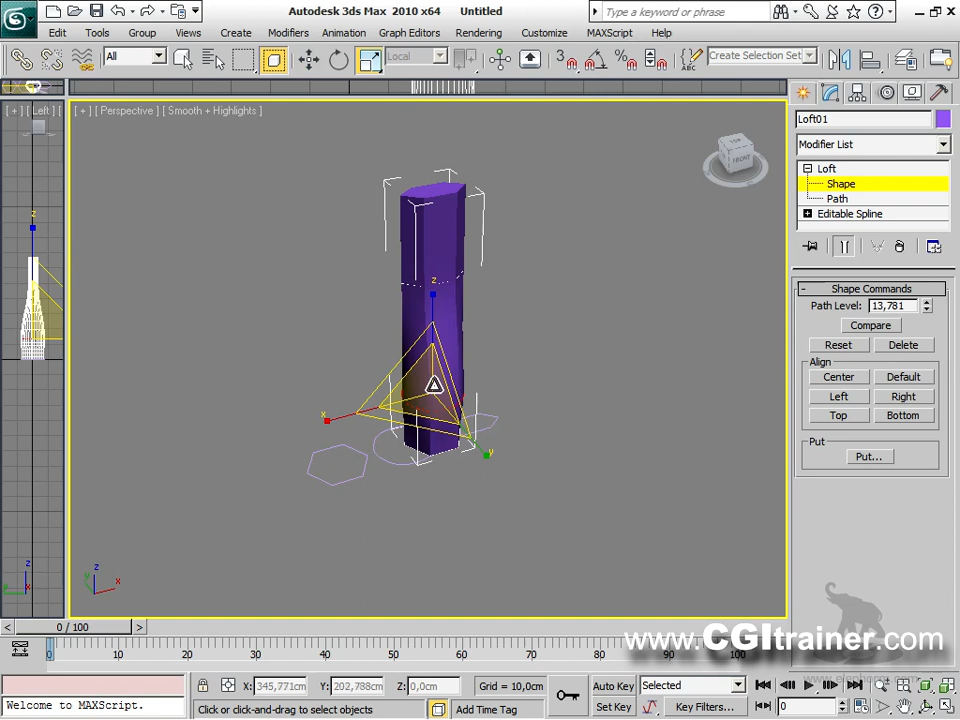 Autodesk 3ds Max 2010 x64 Untitled
Type a keyword or phrase
Edit Tools Group Views Create Modifiers Animation Graph Editors Rendering Customize MAXScript Help
All
Local
Create Selection Set
[ + ] [ Left ]
[ + ] [ Perspective ] [ Smooth + Highlights ]
TOP
FRONT
Loft01
Modifier List
Loft
Shape
Path
Editable Spline
Shape Commands
Path Level: 13,781
Compare
Reset Delete
Align
Center Default
Left Right
Top Bottom
Put
Put...
z
z
x
y
z
y
x
z
y
x
0 / 100
0 10 20 30 40 50 60 70 80 90 100
www.CGItrainer.com
X: 345,771cm Y: 202,788cm Z: 0,0cm Grid = 10,0cm
Auto Key Selected
Welcome to MAXScript.
Click or click-and-drag to select objects
Add Time Tag
Set Key Key Filters... 0